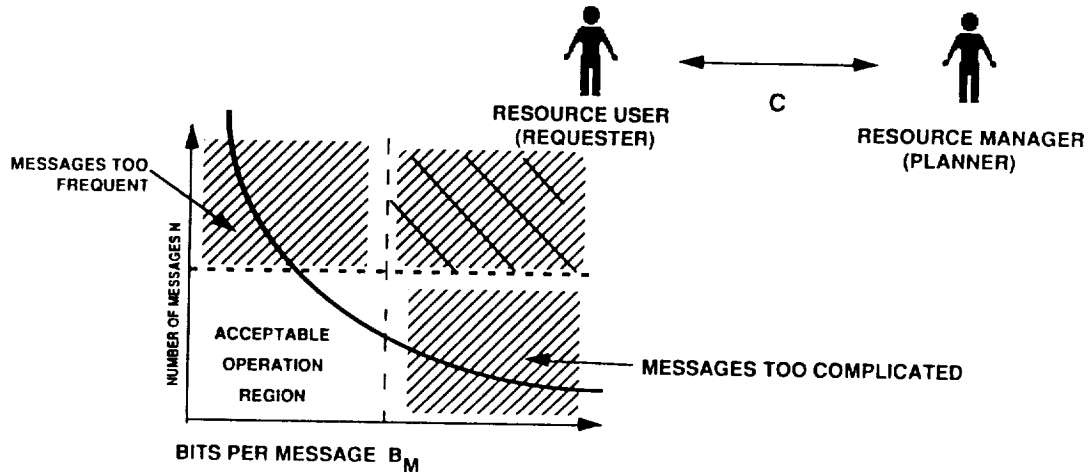 RESOURCE USER
(REQUESTER)
C
RESOURCE MANAGER
(PLANNER)
MESSAGES TOO
FREQUENT
NUMBER OF MESSAGES N
ACCEPTABLE
OPERATION
REGION
MESSAGES TOO COMPLICATED
BITS PER MESSAGE B_M